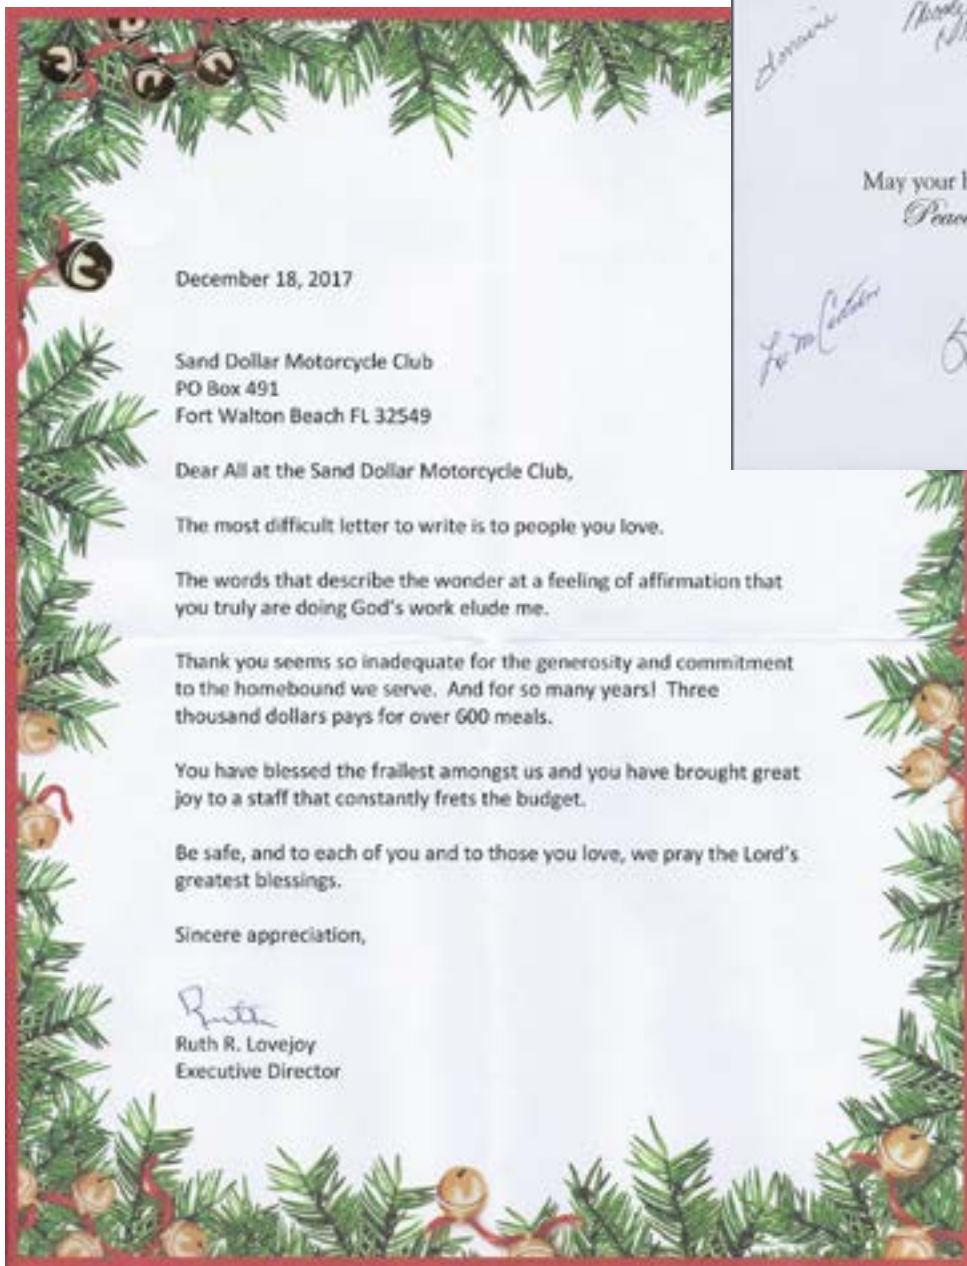 December 18, 2017
Sand Dollar Motorcycle Club
PO Box 491
Fort Walton Beach FL 32549
Dear All at the Sand Dollar Motorcycle Club,
The most difficult letter to write is to people you love.
The words that describe the wonder at a feeling of affirmation that
you truly are doing God's work elude me.
Thank you seems so inadequate for the generosity and commitment
to the homebound we serve.  And for so many years!  Three
thousand dollars pays for over 600 meals.
You have blessed the frailest amongst us and you have brought great
joy to a staff that constantly frets the budget.
Be safe, and to each of you and to those you love, we pray the Lord's
greatest blessings.
Sincere appreciation,
Ruth
Ruth R. Lovejoy
Executive Director
Lorraine
May your
Peace